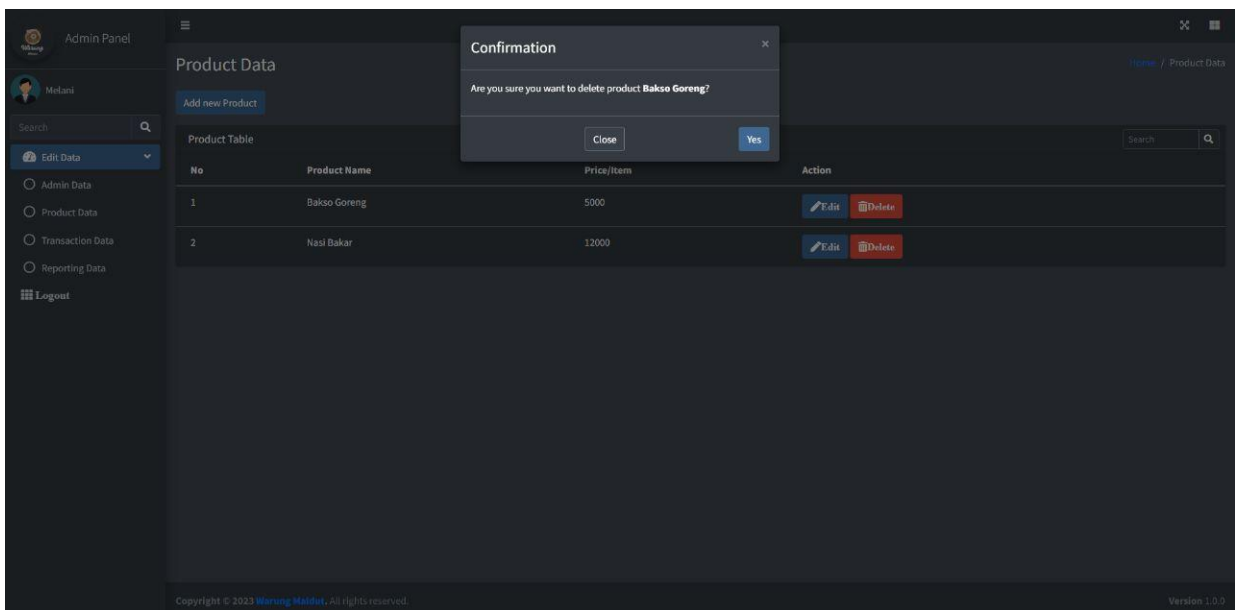 Admin Panel
Melani
Search
Edit Data
Admin Data
Product Data
Transaction Data
Reporting Data
Logout
Product Data
Home / Product Data
Add new Product
Confirmation ×
Are you sure you want to delete product Bakso Goreng?
Close Yes
Product Table Search
No Product Name Price/Item Action
1 Bakso Goreng 5000 Edit Delete
2 Nasi Bakar 12000 Edit Delete
Copyright © 2023 Warung Maldut. All rights reserved.
Version 1.0.0